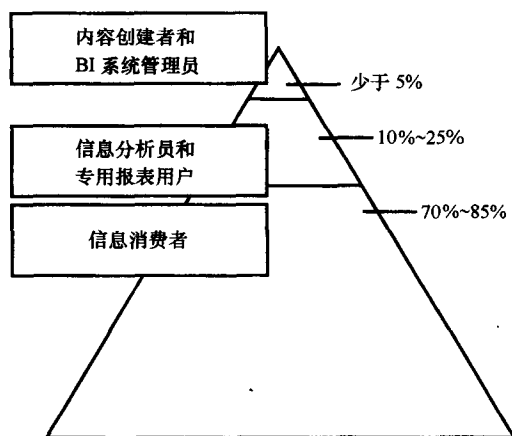 内容创建者和
BI 系统管理员
少于 5%
信息分析员和
专用报表用户
10%~25%
信息消费者
70%~85%